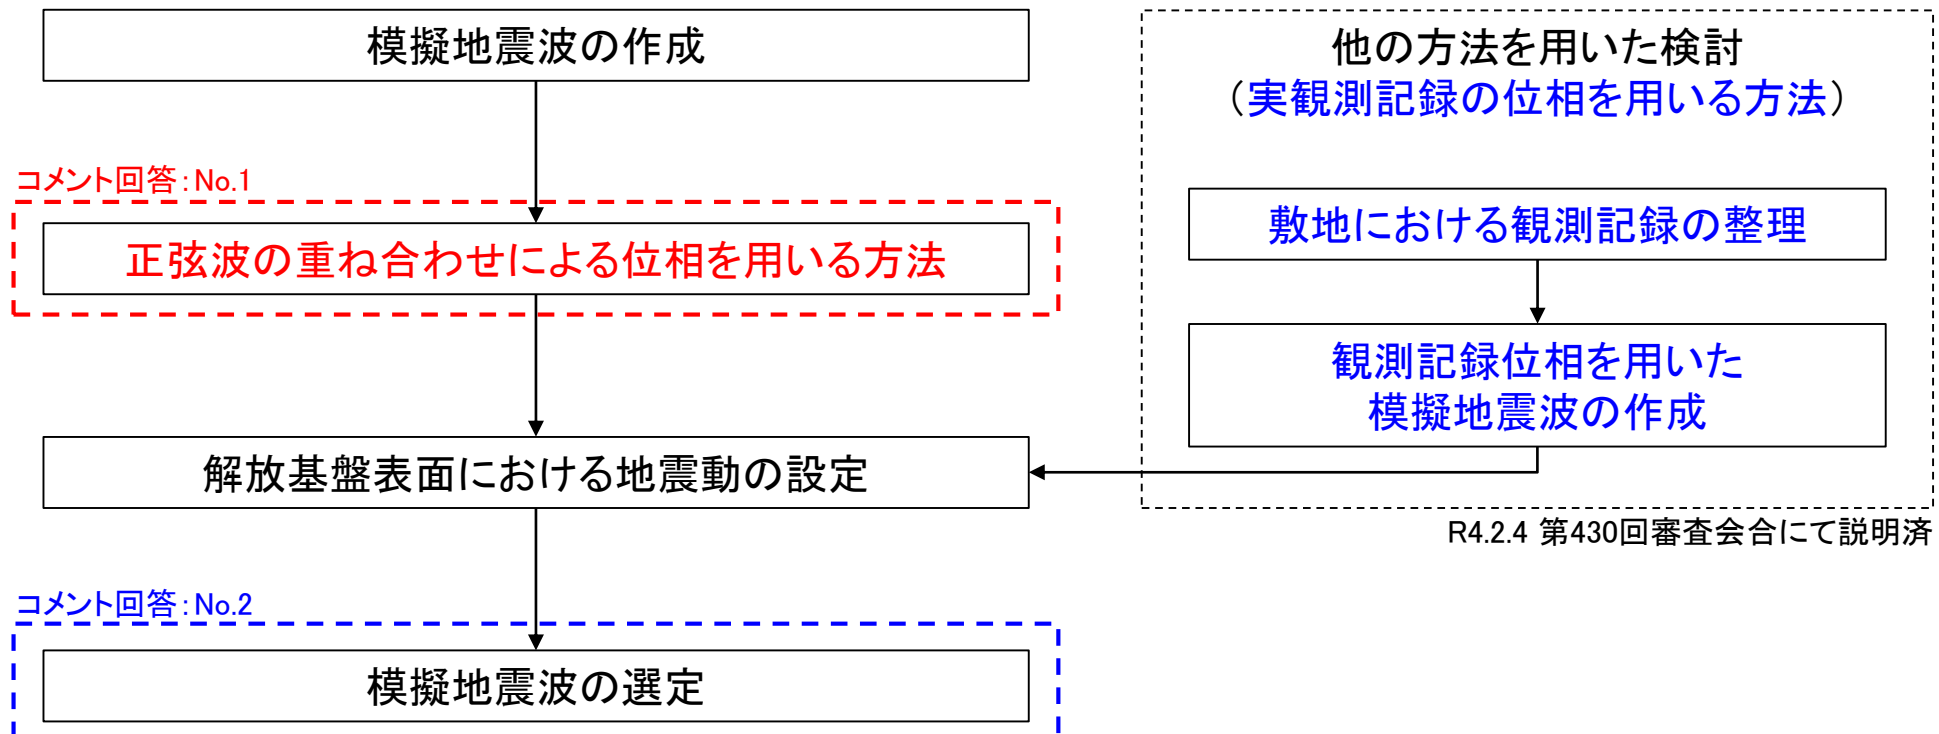 模擬地震波の作成
コメント回答：No.1
正弦波の重ね合わせによる位相を用いる方法
解放基盤表面における地震動の設定
コメント回答：No.2
模擬地震波の選定
他の方法を用いた検討
（実観測記録の位相を用いる方法）
敷地における観測記録の整理
観測記録位相を用いた
模擬地震波の作成
R4.2.4 第430回審査会合にて説明済